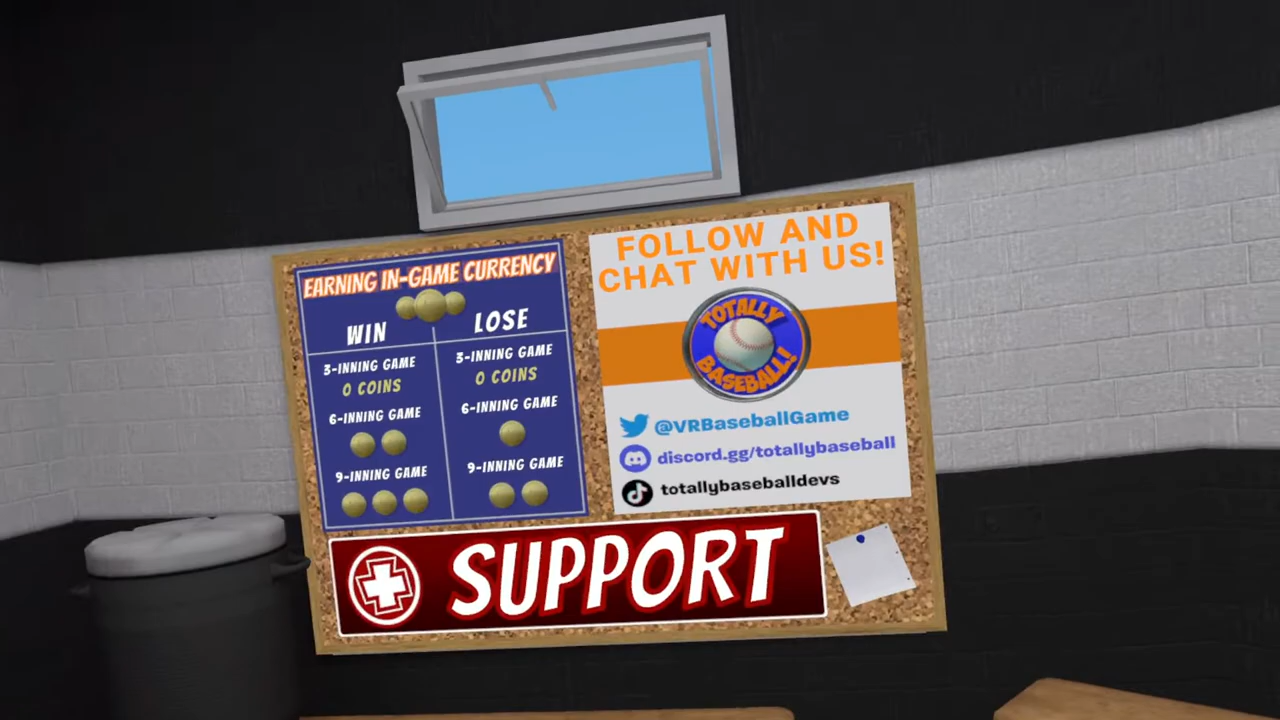 EARNING IN-GAME CURRENCY
WIN
3-INNING GAME
0 COINS
6-INNING GAME
9-INNING GAME
LOSE
3-INNING GAME
0 COINS
6-INNING GAME
9-INNING GAME
FOLLOW AND
CHAT WITH US!
TOTALLY
BASEBALL!
@VRBaseballGame
discord.gg/totallybaseball
totallybaseballdevs
SUPPORT